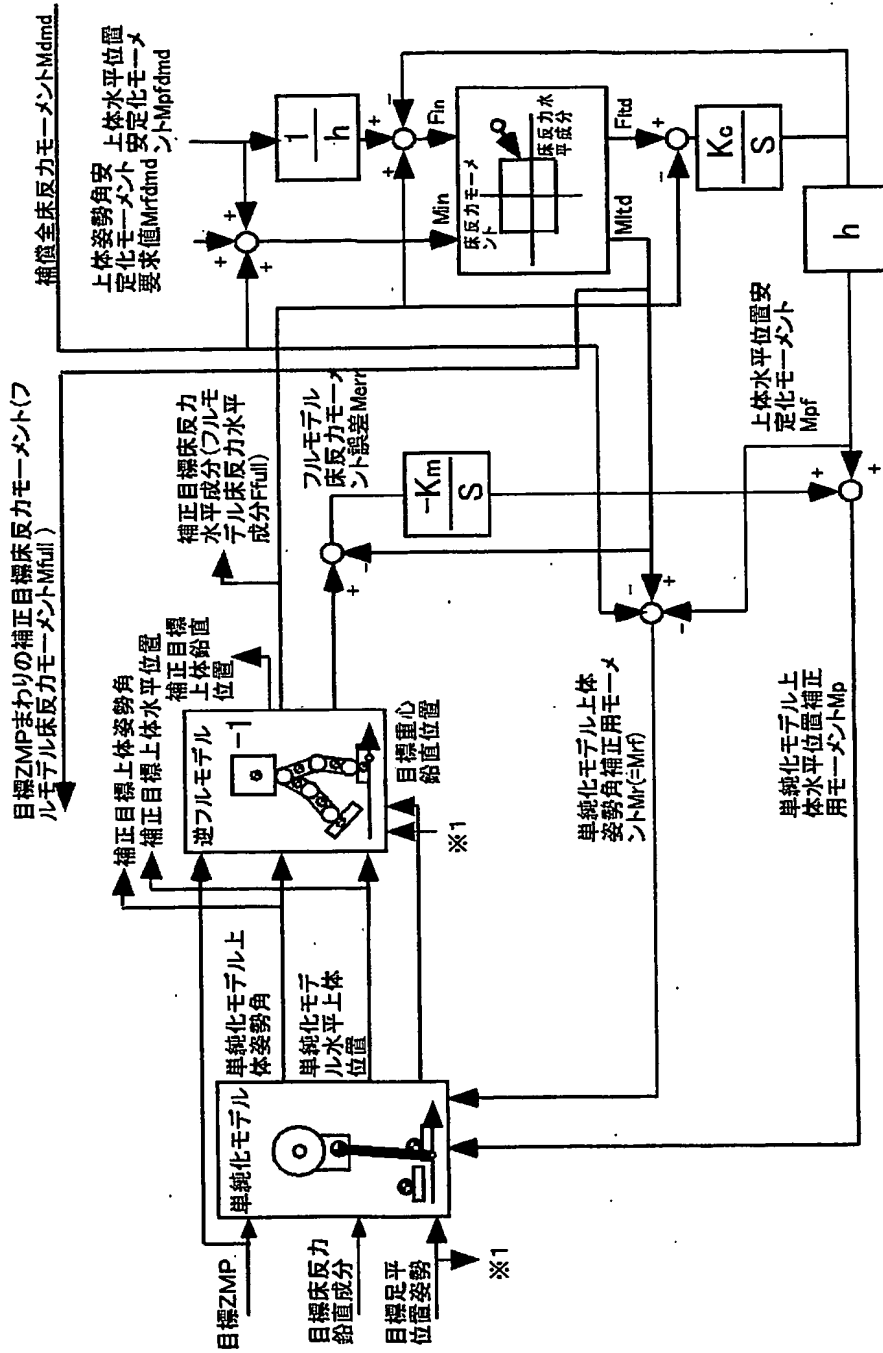 目標ZMPまわりの補正目標床反力モーメント(フ
ルモデル床反力モーメントMfull )
補償全床反力モーメントMdmd
上体姿勢角安
定化モーメント
要求値Mrfdmd
上体水平位置
安定化モーメ
ントMpfdmd
1
h
+
+
+
+
-
+
Min
Fin
床反力モーメ
ント
床反力水
平成分
Mltd
Fltd
-
+
Kc
S
h
補正目標床反力
水平成分(フルモ
デル床反力水平
成分Ffull)
フルモデル
床反力モーメ
ント誤差Merr
+
-
-Km
S
上体水平位置安
定化モーメント
Mpf
+
+
-
+
-
補正目標上体姿勢角
補正目標上体水平位置
補正目標
上体鉛直
位置
逆フルモデル
-1
目標重心
鉛直位置
※1
単純化モデル上
体姿勢角
単純化モデ
ル水平上体
位置
単純化モデル
単純化モデル上体
姿勢角補正用モーメ
ントMr(=Mrf)
単純化モデル上
体水平位置補正
用モーメントMp
目標ZMP
目標床反力
鉛直成分
目標足平
位置姿勢
※1